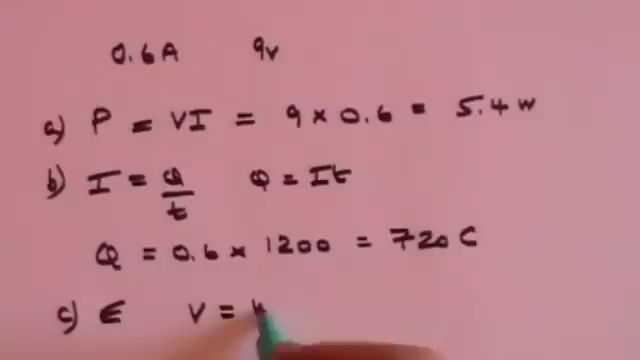 0.6A 9v
a) P = VI = 9 × 0.6 = 5.4 W
b) I = Q/t Q = It
Q = 0.6 × 1200 = 720 C
c) E V =